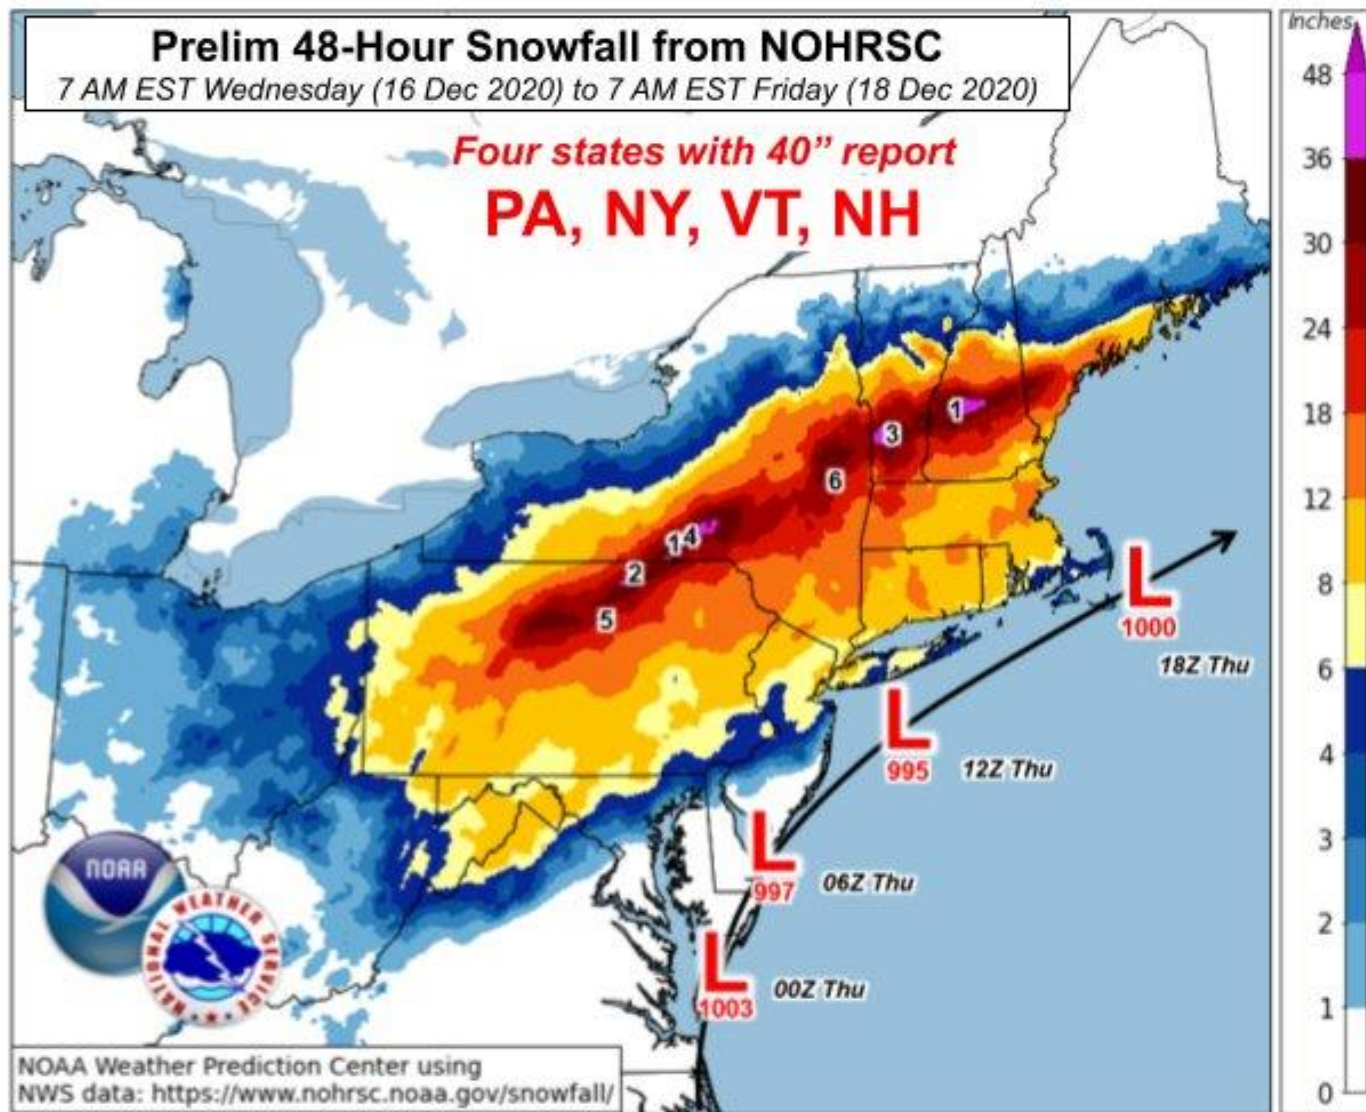 Prelim 48-Hour Snowfall from NOHRSC
7 AM EST Wednesday (16 Dec 2020) to 7 AM EST Friday (18 Dec 2020)
Four states with 40” report
PA, NY, VT, NH
Inches
48
36
30
24
18
12
8
6
4
3
2
1
0
1
3
6
14
2
5
L
1000
18Z Thu
L
995
12Z Thu
L
997
06Z Thu
L
1003
00Z Thu
NOAA
NATIONAL WEATHER SERVICE
NOAA Weather Prediction Center using
NWS data: https://www.nohrsc.noaa.gov/snowfall/